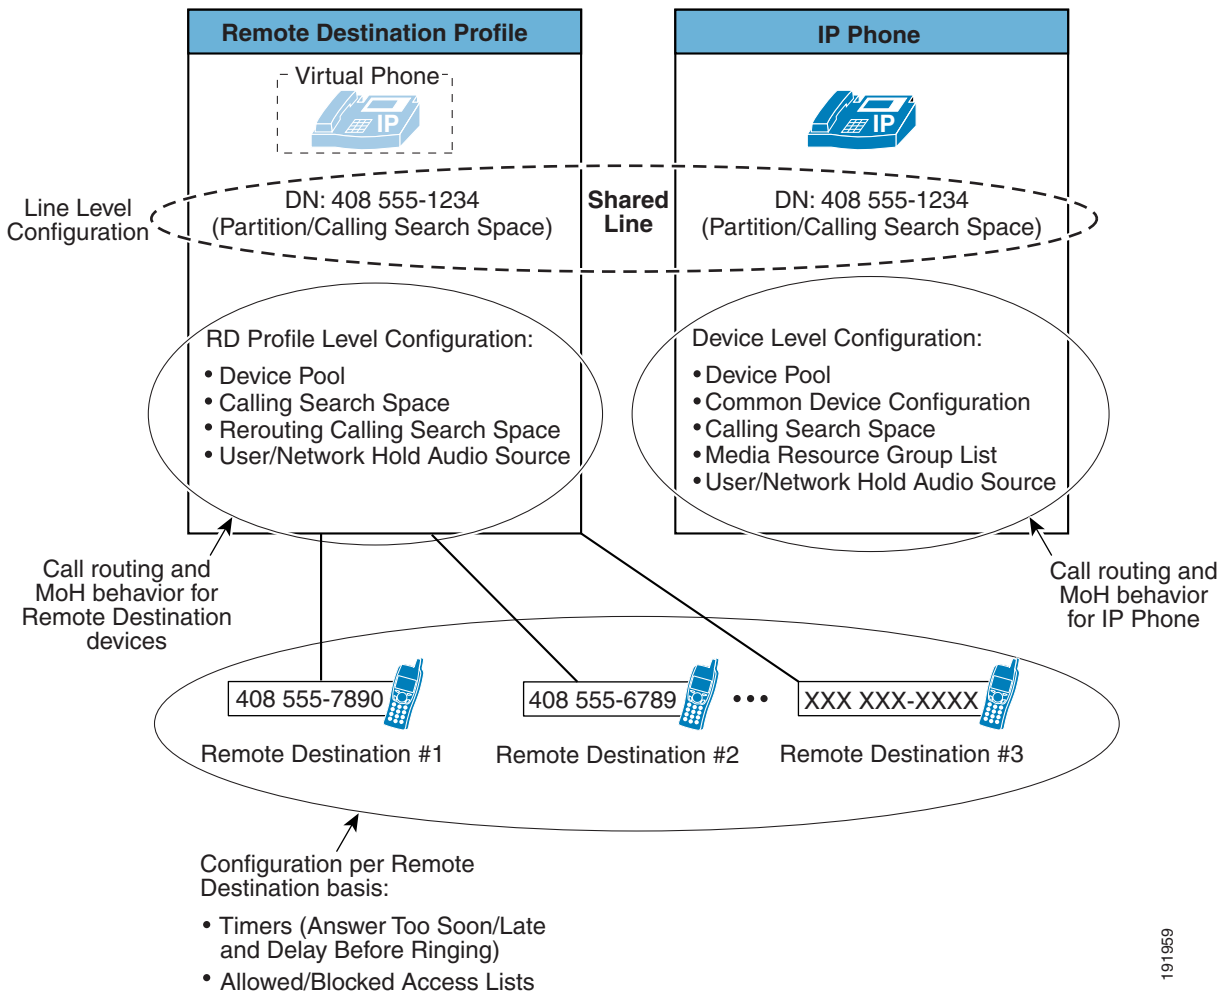 Remote Destination Profile
IP Phone
Virtual Phone
IP
IP
Line Level
Configuration
DN: 408 555-1234
(Partition/Calling Search Space)
Shared
Line
DN: 408 555-1234
(Partition/Calling Search Space)
RD Profile Level Configuration:
• Device Pool
• Calling Search Space
• Rerouting Calling Search Space
• User/Network Hold Audio Source
Device Level Configuration:
• Device Pool
• Common Device Configuration
• Calling Search Space
• Media Resource Group List
• User/Network Hold Audio Source
Call routing and
MoH behavior for
Remote Destination
devices
Call routing and
MoH behavior
for IP Phone
408 555-7890
408 555-6789
•••
XXX XXX-XXXX
Remote Destination #1
Remote Destination #2
Remote Destination #3
Configuration per Remote
Destination basis:
• Timers (Answer Too Soon/Late
and Delay Before Ringing)
• Allowed/Blocked Access Lists
191959